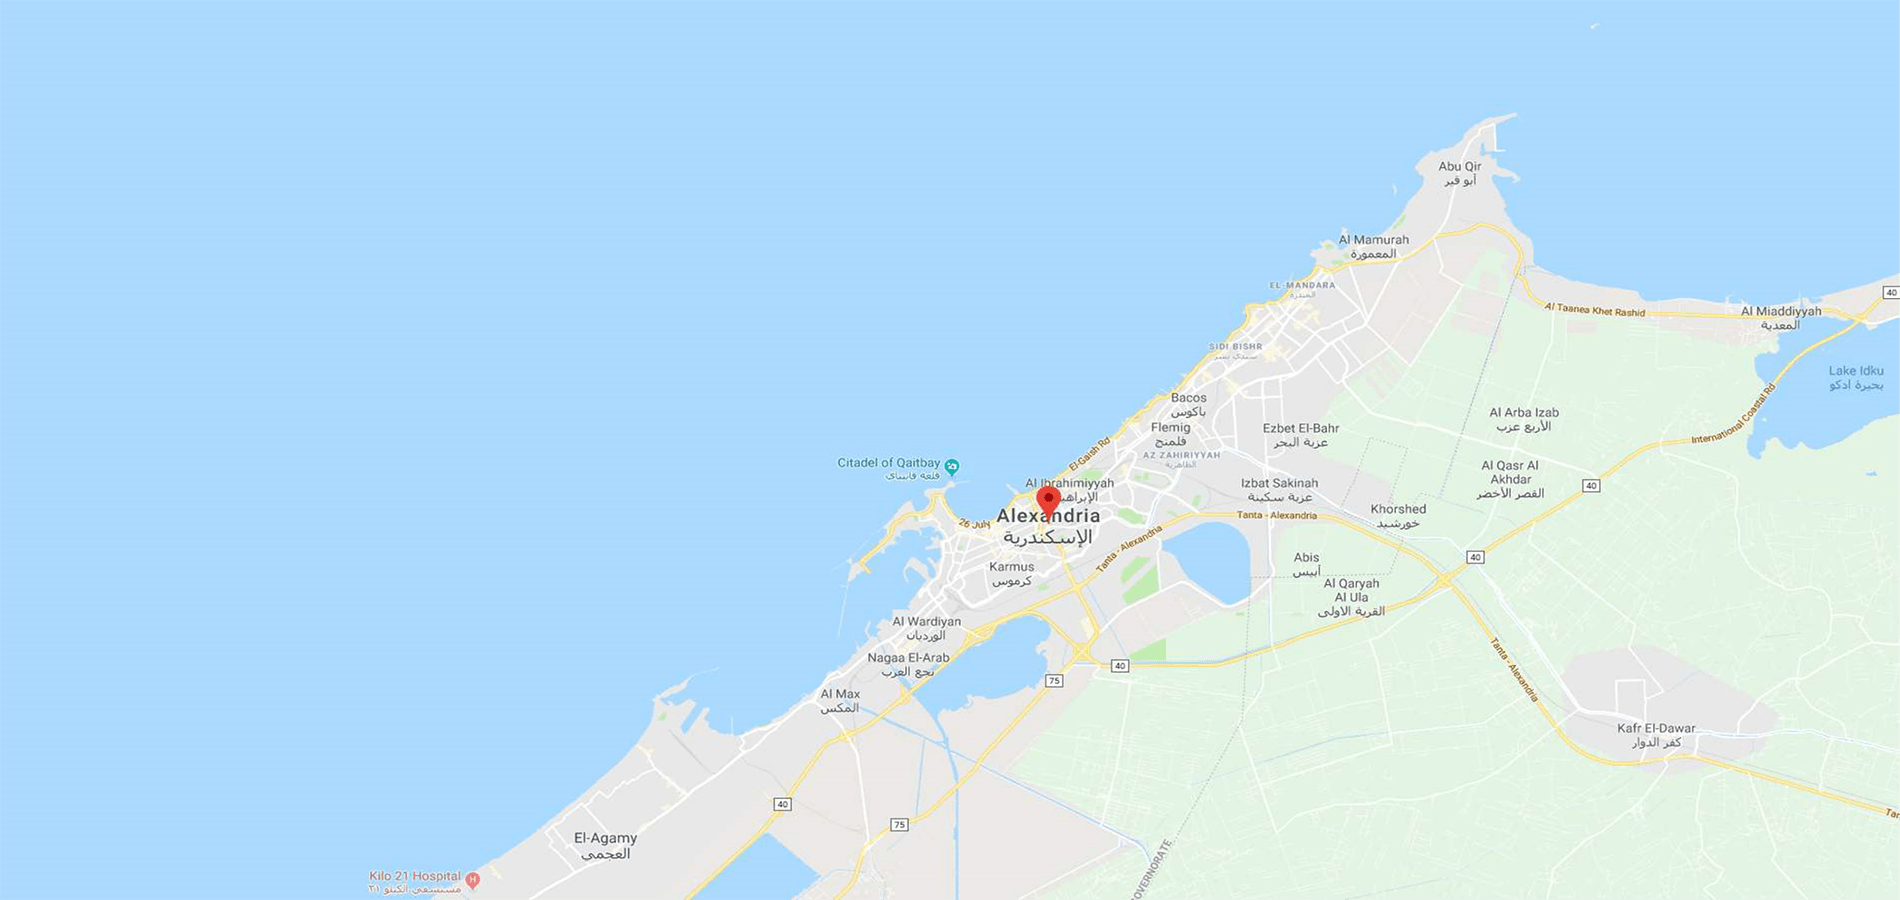 Abu Qir
أبو قير
Al Mamurah
المعمورة
EL-MANDARA
المندرة
40
Al Taanea Khet Rashid
Al Miaddiyyah
المعدية
SIDI BISHR
سيدي بشر
Lake Idku
بحيرة ادكو
Bacos
باكوس
Al Arba Izab
الأربع عزب
International Coastal Rd
Flemig
فلمنج
Ezbet El-Bahr
عزبة البحر
El-Gaish Rd
AZ ZAHIRIYYAH
الظاهرية
Citadel of Qaitbay
قلعة قايتباي
Al Qasr Al
Akhdar
القصر الأخضر
Al Ibrahimiyyah
Izbat Sakinah
عزبة سكينة
40
Khorshed
خورشيد
26 July
Alexandria
الإسكندرية
Tanta - Alexandria
Tanta - Alexandria
Karmus
كرموس
Abis
أبيس
40
Al Qaryah
Al Ula
القرية الاولى
Al Wardiyan
الورديان
Nagaa El-Arab
نجع العرب
40
75
Tanta - Alexandria
Al Max
المكس
Kafr El-Dawar
كفر الدوار
40
75
El-Agamy
العجمي
Tan
Kilo 21 Hospital
مستشفى الكيلو ٢١
H
OVERNORATE